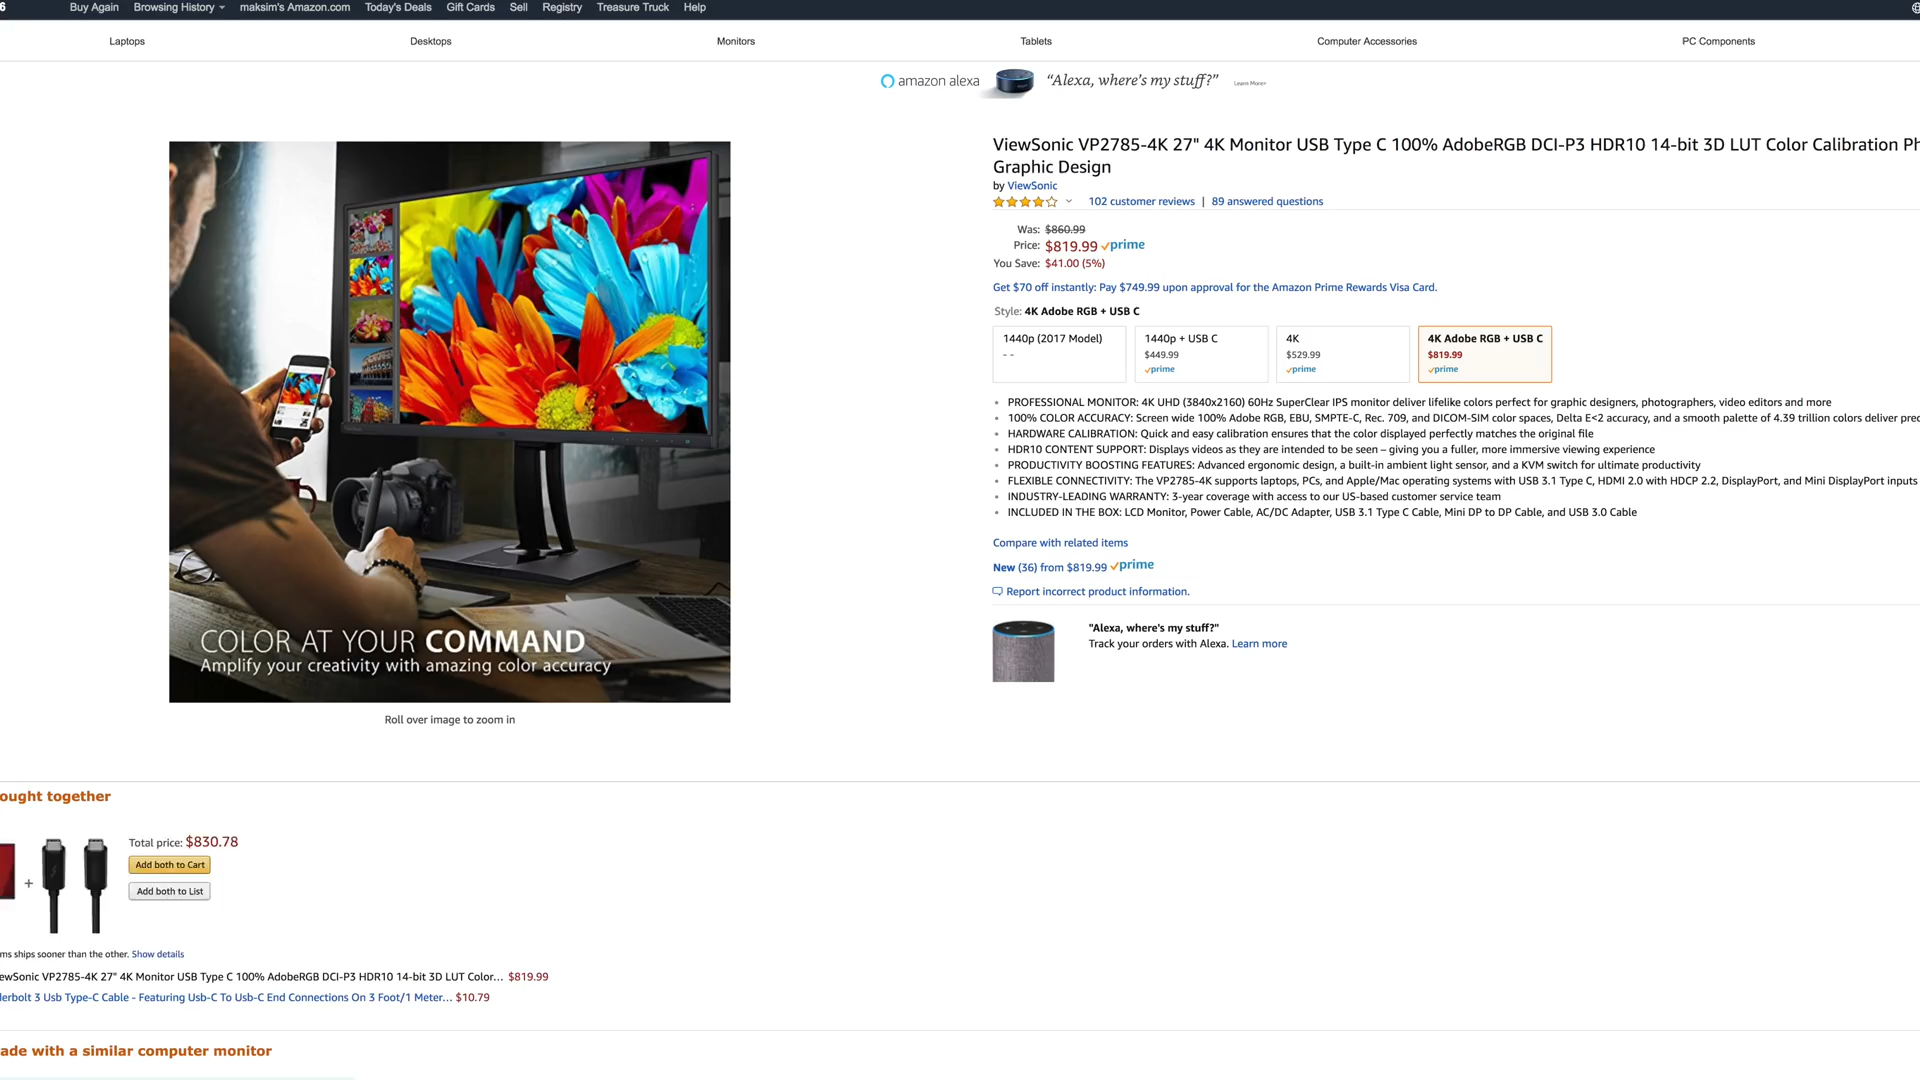 6 Buy Again Browsing History maksim's Amazon.com Today's Deals Gift Cards Sell Registry Treasure Truck Help
Laptops Desktops Monitors Tablets Computer Accessories PC Components
amazon alexa "Alexa, where's my stuff?" Learn More›
ViewSonic VP2785-4K 27" 4K Monitor USB Type C 100% AdobeRGB DCI-P3 HDR10 14-bit 3D LUT Color Calibration Ph
Graphic Design
by ViewSonic
102 customer reviews | 89 answered questions
Was: $860.99
Price: $819.99 prime
You Save: $41.00 (5%)
Get $70 off instantly: Pay $749.99 upon approval for the Amazon Prime Rewards Visa Card.
Style: 4K Adobe RGB + USB C
1440p (2017 Model) 1440p + USB C 4K 4K Adobe RGB + USB C
- - $449.99 $529.99 $819.99
prime prime prime
• PROFESSIONAL MONITOR: 4K UHD (3840x2160) 60Hz SuperClear IPS monitor deliver lifelike colors perfect for graphic designers, photographers, video editors and more
• 100% COLOR ACCURACY: Screen wide 100% Adobe RGB, EBU, SMPTE-C, Rec. 709, and DICOM-SIM color spaces, Delta E<2 accuracy, and a smooth palette of 4.39 trillion colors deliver prec
• HARDWARE CALIBRATION: Quick and easy calibration ensures that the color displayed perfectly matches the original file
• HDR10 CONTENT SUPPORT: Displays videos as they are intended to be seen – giving you a fuller, more immersive viewing experience
• PRODUCTIVITY BOOSTING FEATURES: Advanced ergonomic design, a built-in ambient light sensor, and a KVM switch for ultimate productivity
• FLEXIBLE CONNECTIVITY: The VP2785-4K supports laptops, PCs, and Apple/Mac operating systems with USB 3.1 Type C, HDMI 2.0 with HDCP 2.2, DisplayPort, and Mini DisplayPort inputs
• INDUSTRY-LEADING WARRANTY: 3-year coverage with access to our US-based customer service team
• INCLUDED IN THE BOX: LCD Monitor, Power Cable, AC/DC Adapter, USB 3.1 Type C Cable, Mini DP to DP Cable, and USB 3.0 Cable
Compare with related items
New (36) from $819.99 prime
Report incorrect product information.
"Alexa, where's my stuff?"
Track your orders with Alexa. Learn more
COLOR AT YOUR COMMAND
Amplify your creativity with amazing color accuracy
Roll over image to zoom in
ought together
Total price: $830.78
+
Add both to Cart
Add both to List
ms ships sooner than the other. Show details
ewSonic VP2785-4K 27" 4K Monitor USB Type C 100% AdobeRGB DCI-P3 HDR10 14-bit 3D LUT Color... $819.99
derbolt 3 Usb Type-C Cable - Featuring Usb-C To Usb-C End Connections On 3 Foot/1 Meter... $10.79
ade with a similar computer monitor